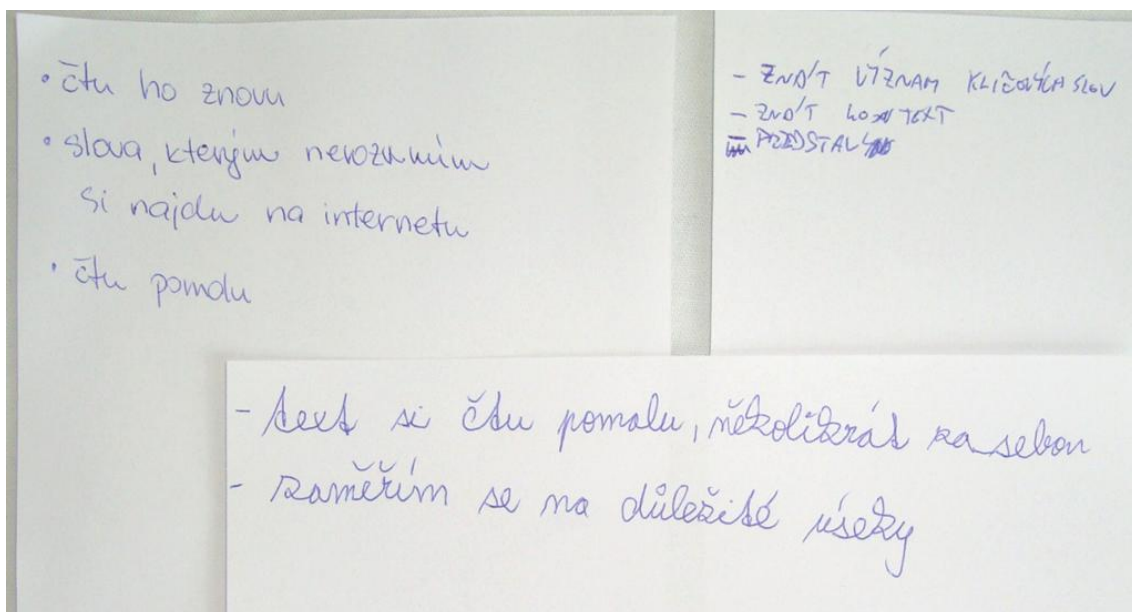 • čtu ho znovu
• slova, kterým nerozumím
si najdu na internetu
• čtu pomalu
- ZNÁT VÝZNAM KLÍČOVÝCH SLOV
- ZNÁT KONTEXT
- text si čtu pomalu, několikrát za sebou
- zaměřím se na důležité úseky